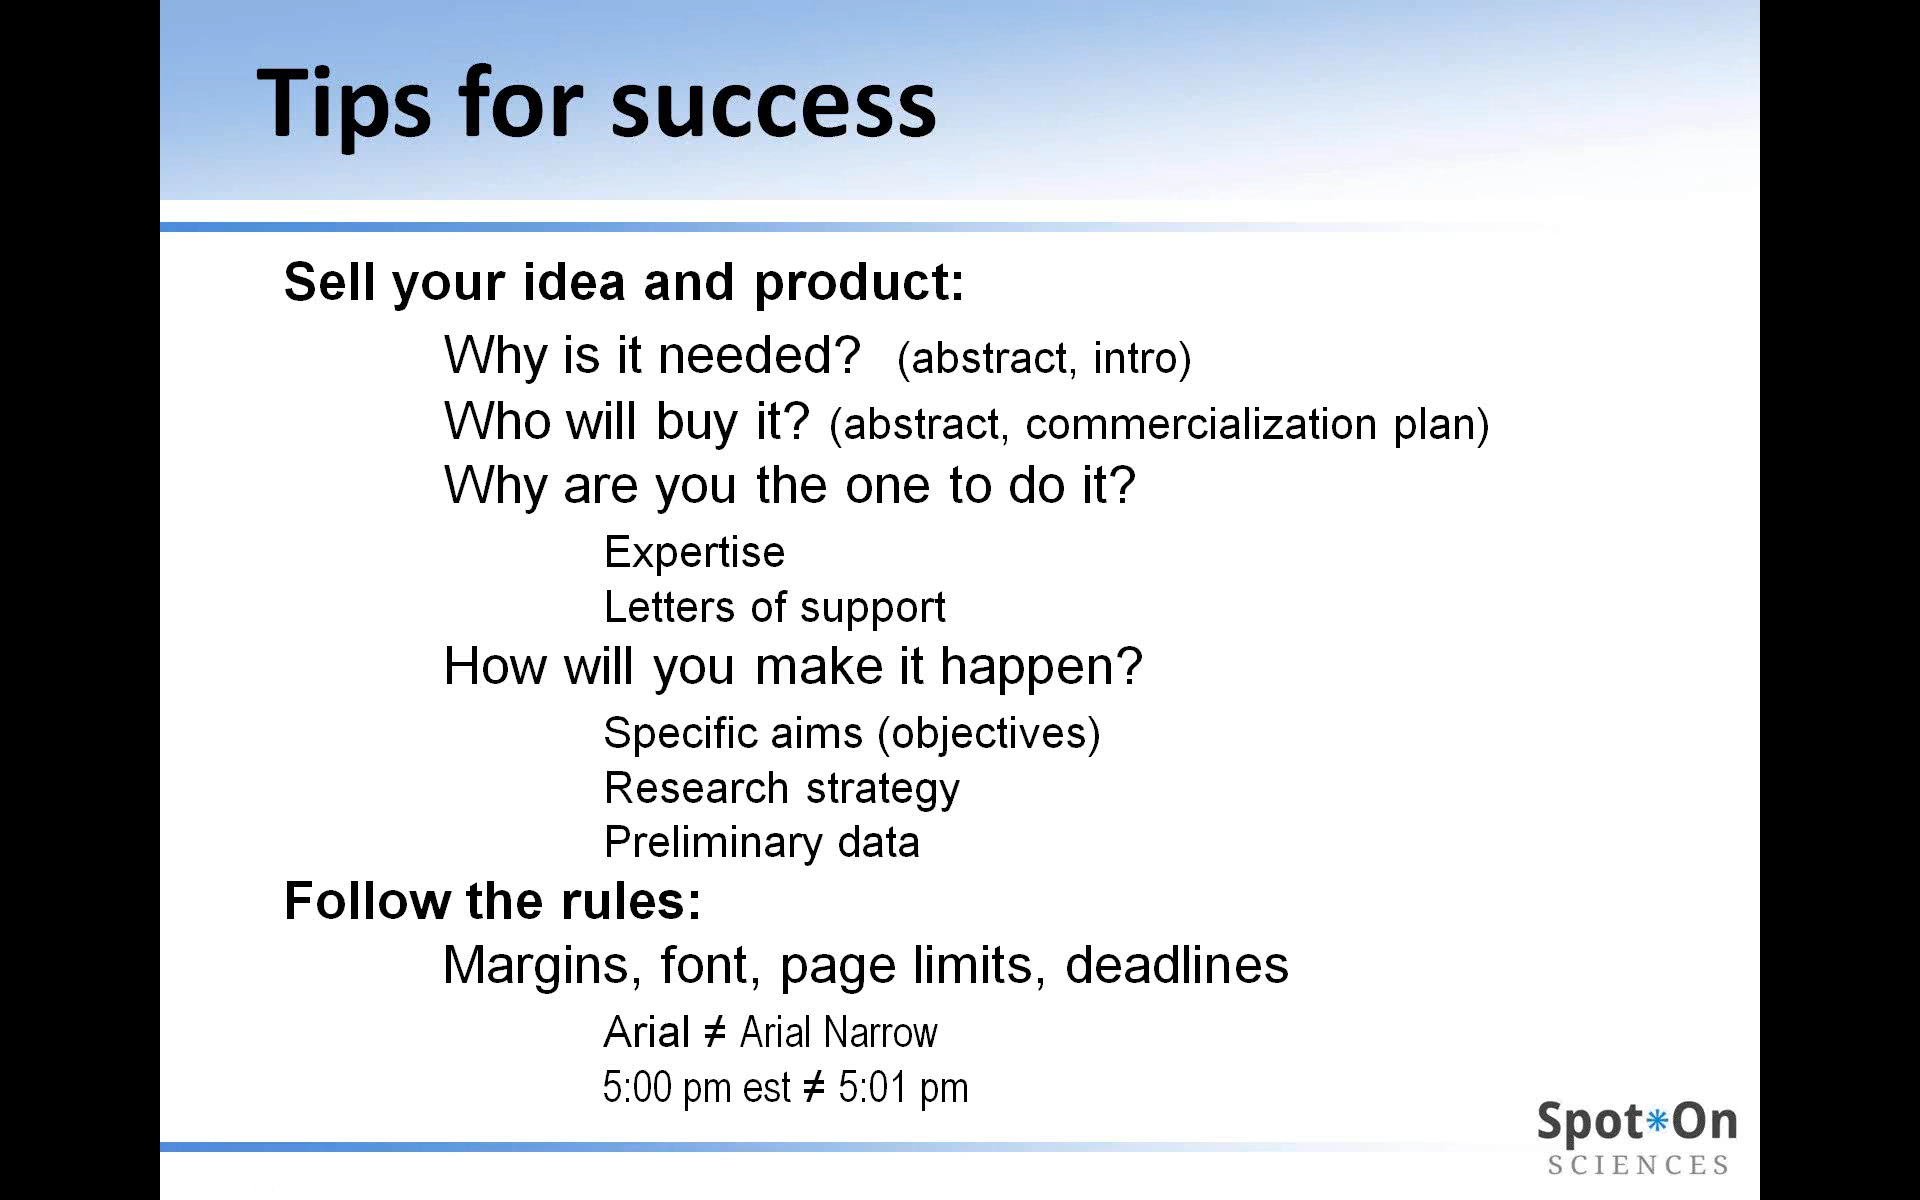 Tips for success
Sell your idea and product:
Why is it needed? (abstract, intro)
Who will buy it? (abstract, commercialization plan)
Why are you the one to do it?
Expertise
Letters of support
How will you make it happen?
Specific aims (objectives)
Research strategy
Preliminary data
Follow the rules:
Margins, font, page limits, deadlines
Arial ≠ Arial Narrow
5:00 pm est ≠ 5:01 pm
Spot*On
SCIENCES